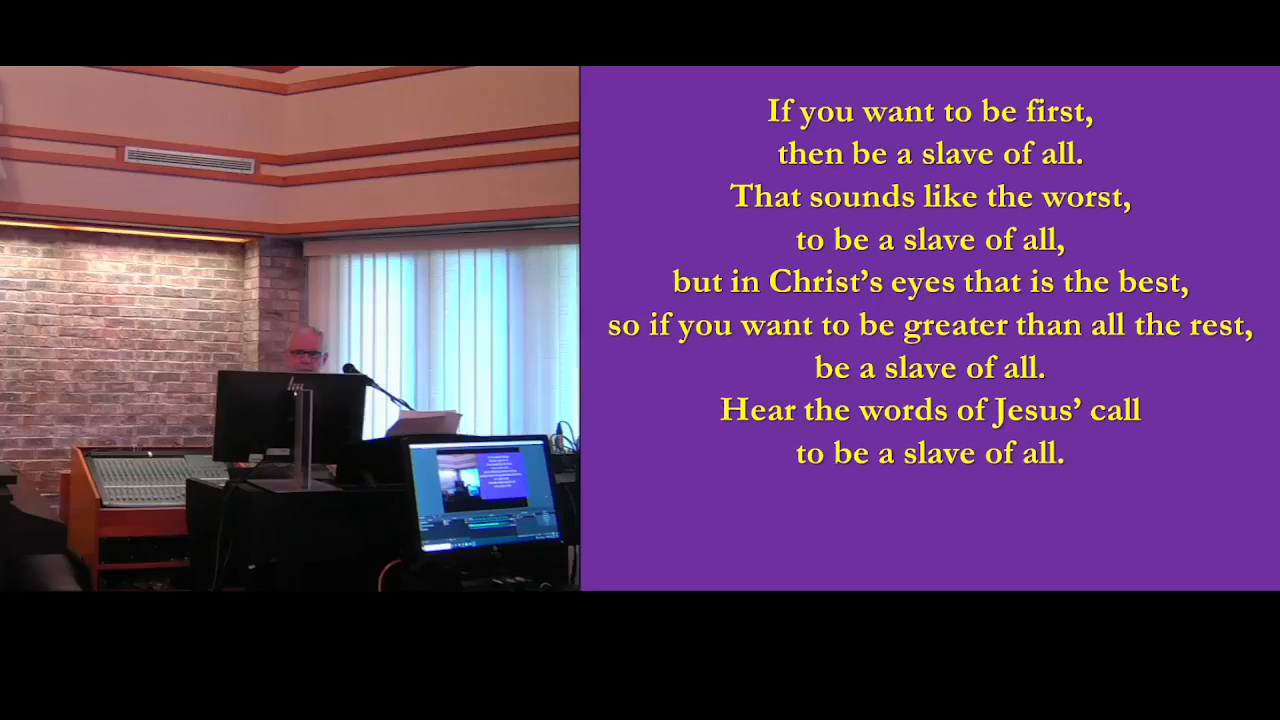 If you want to be first,
then be a slave of all.
That sounds like the worst,
to be a slave of all,
but in Christ’s eyes that is the best,
so if you want to be greater than all the rest,
be a slave of all.
Hear the words of Jesus’ call
to be a slave of all.